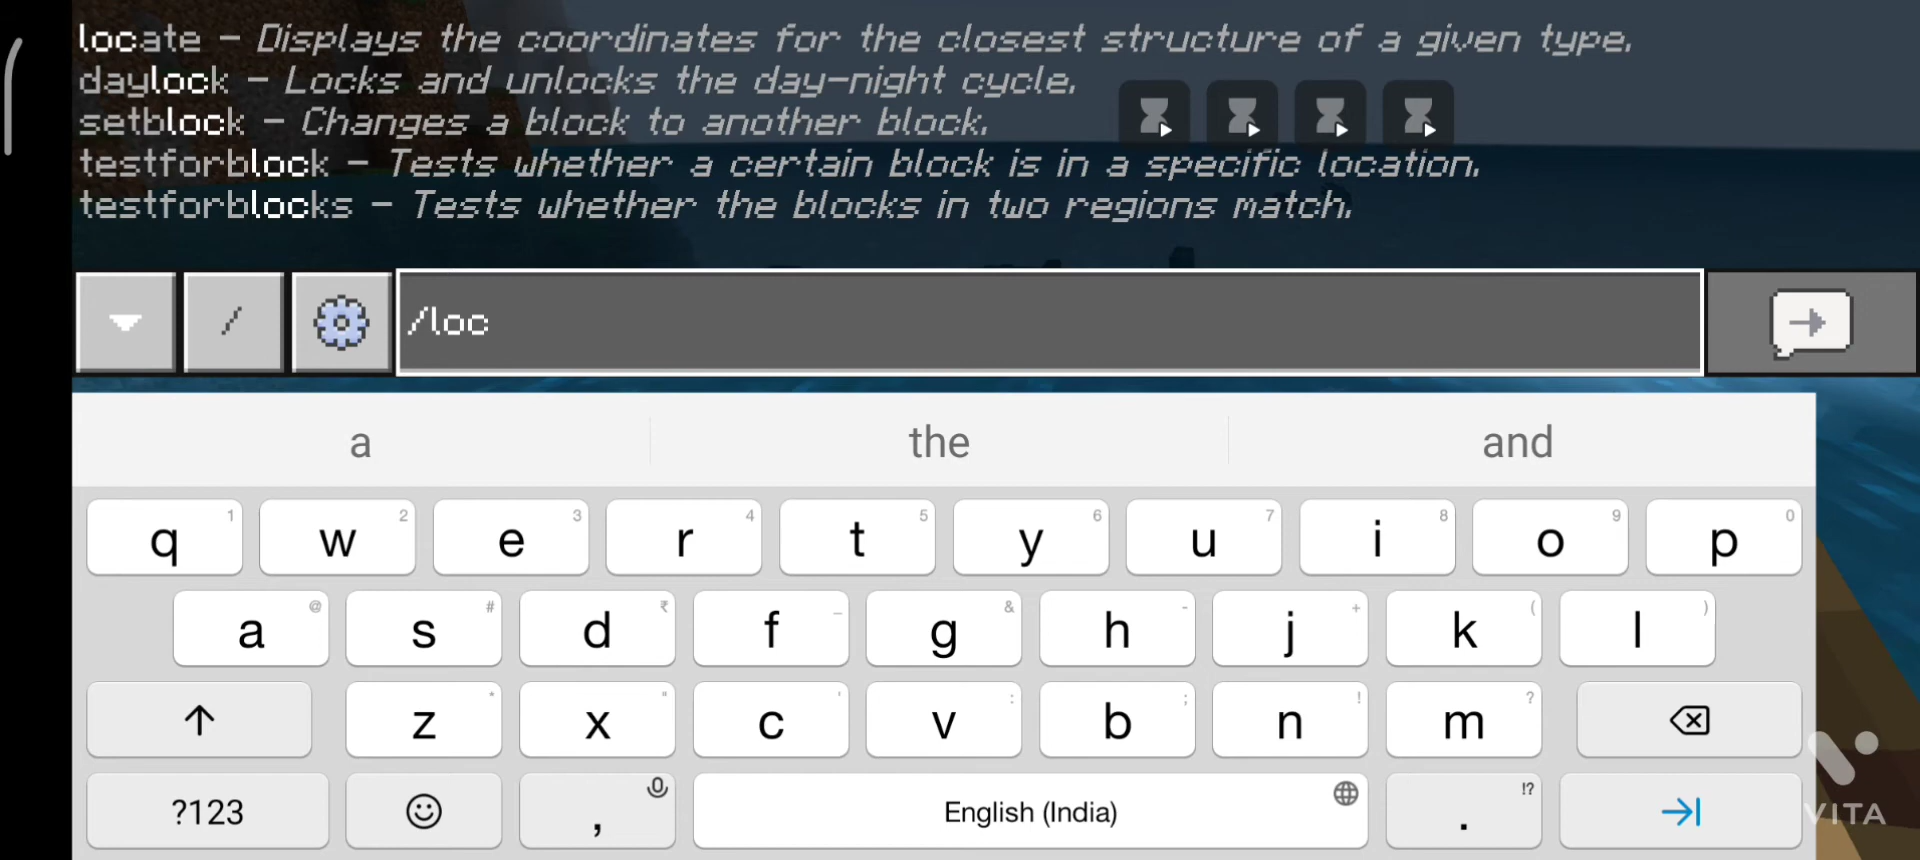 locate – Displays the coordinates for the closest structure of a given type.
daylock – Locks and unlocks the day-night cycle.
setblock – Changes a block to another block.
testforblock – Tests whether a certain block is in a specific location.
testforblocks – Tests whether the blocks in two regions match.
/ /loc
a the and
q 1 w 2 e 3 r 4 t 5 y 6 u 7 i 8 o 9 p 0
a @ s # d ₹ f _ g & h - j + k ( l )
z * x " c ' v : b ; n ! m ?
?123 , English (India) . !?
VITA